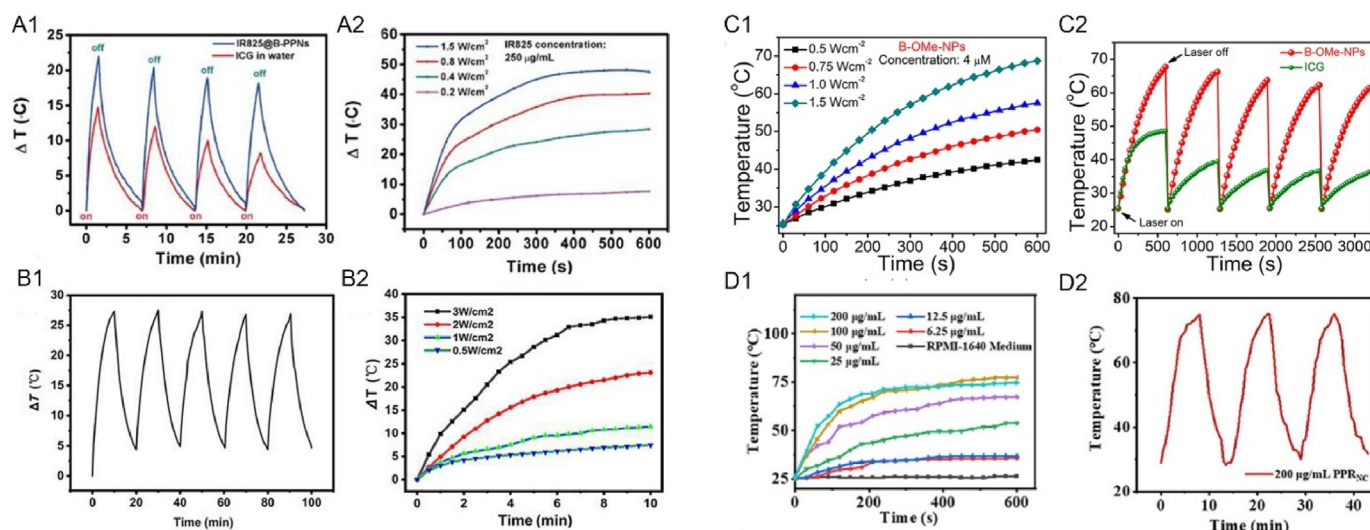 A1
off
off
off
off
IR825@B-PPNs
ICG in water
25
20
15
10
5
0
Δ T (·C)
on
on
on
on
0 5 10 15 20 25 30
Time (min)
A2
1.5 W/cm²
0.8 W/cm²
0.4 W/cm²
0.2 W/cm²
IR825 concentration:
250 μg/mL
60
50
40
30
20
10
0
Δ T (·C)
0 100 200 300 400 500 600
Time (s)
B1
30
25
20
15
10
5
0
ΔT (℃)
0 20 40 60 80 100
Time (min)
B2
3W/cm2
2W/cm2
1W/cm2
0.5W/cm2
40
35
30
25
20
15
10
5
0
ΔT (℃)
0 2 4 6 8 10
Time (min)
C1
0.5 Wcm⁻²
0.75 Wcm⁻²
1.0 Wcm⁻²
1.5 Wcm⁻²
B-OMe-NPs
Concentration: 4 μM
70
60
50
40
30
Temperature (°C)
0 100 200 300 400 500 600
Time (s)
C2
Laser off
B-OMe-NPs
ICG
80
70
60
50
40
30
20
Temperature (°C)
Laser on
0 500 1000 1500 2000 2500 3000
Time (s)
D1
200 μg/mL
100 μg/mL
50 μg/mL
25 μg/mL
12.5 μg/mL
6.25 μg/mL
RPMI-1640 Medium
100
75
50
25
Temperature (°C)
0 200 400 600
Time (s)
D2
80
60
40
Temperature (°C)
200 μg/mL PPR_NC
0 10 20 30 40
Time (min)